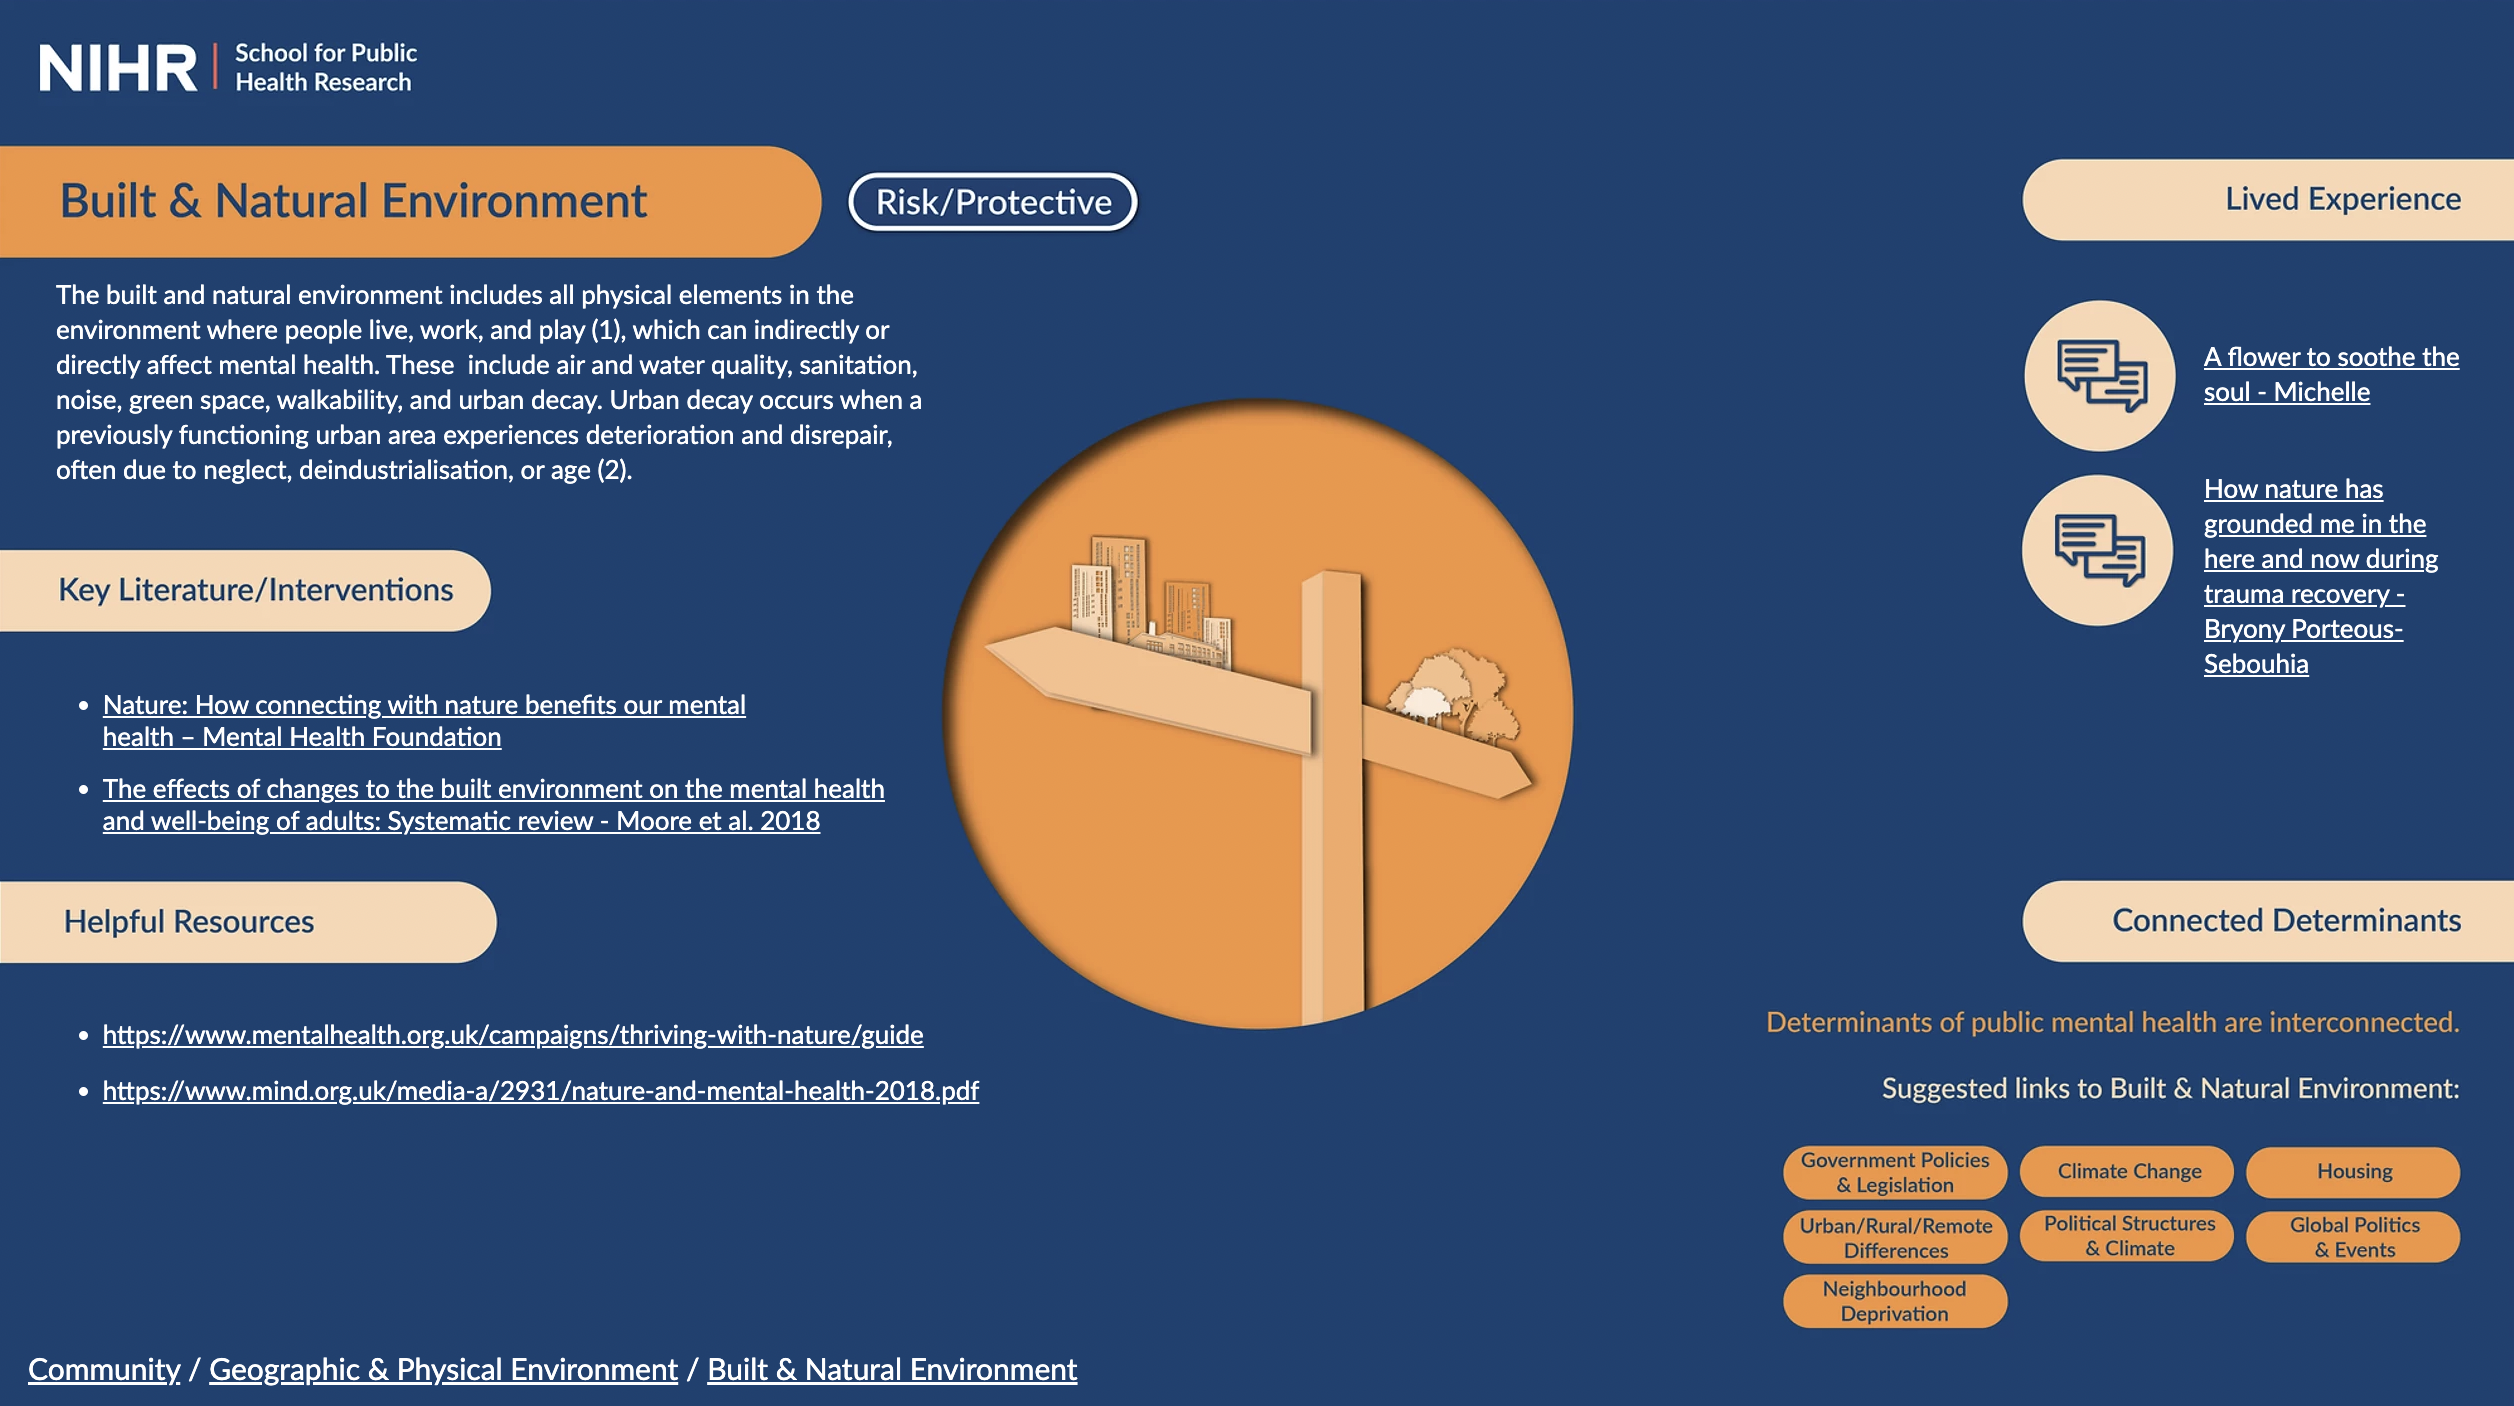 NIHR | School for Public
Health Research
Built & Natural Environment
Risk/Protective
The built and natural environment includes all physical elements in the
environment where people live, work, and play (1), which can indirectly or
directly affect mental health. These  include air and water quality, sanitation,
noise, green space, walkability, and urban decay. Urban decay occurs when a
previously functioning urban area experiences deterioration and disrepair,
often due to neglect, deindustrialisation, or age (2).
Key Literature/Interventions
• Nature: How connecting with nature benefits our mental
health – Mental Health Foundation
• The effects of changes to the built environment on the mental health
and well-being of adults: Systematic review - Moore et al. 2018
Helpful Resources
• https://www.mentalhealth.org.uk/campaigns/thriving-with-nature/guide
• https://www.mind.org.uk/media-a/2931/nature-and-mental-health-2018.pdf
Lived Experience
A flower to soothe the
soul - Michelle
How nature has
grounded me in the
here and now during
trauma recovery -
Bryony Porteous-
Sebouhia
Connected Determinants
Determinants of public mental health are interconnected.
Suggested links to Built & Natural Environment:
Government Policies
& Legislation
Climate Change
Housing
Urban/Rural/Remote
Differences
Political Structures
& Climate
Global Politics
& Events
Neighbourhood
Deprivation
Community / Geographic & Physical Environment / Built & Natural Environment